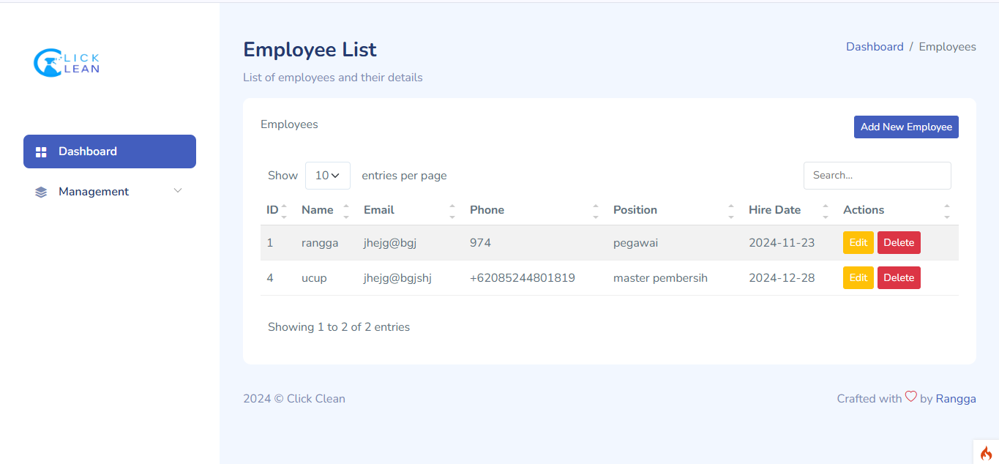 LICK
LEAN
Dashboard
Management
Employee List
Dashboard / Employees
List of employees and their details
Employees
Add New Employee
Show 10 entries per page
Search...
ID Name Email Phone Position Hire Date Actions
1 rangga jhejg@bgj 974 pegawai 2024-11-23 Edit Delete
4 ucup jhejg@bgjshj +62085244801819 master pembersih 2024-12-28 Edit Delete
Showing 1 to 2 of 2 entries
2024 © Click Clean
Crafted with by Rangga